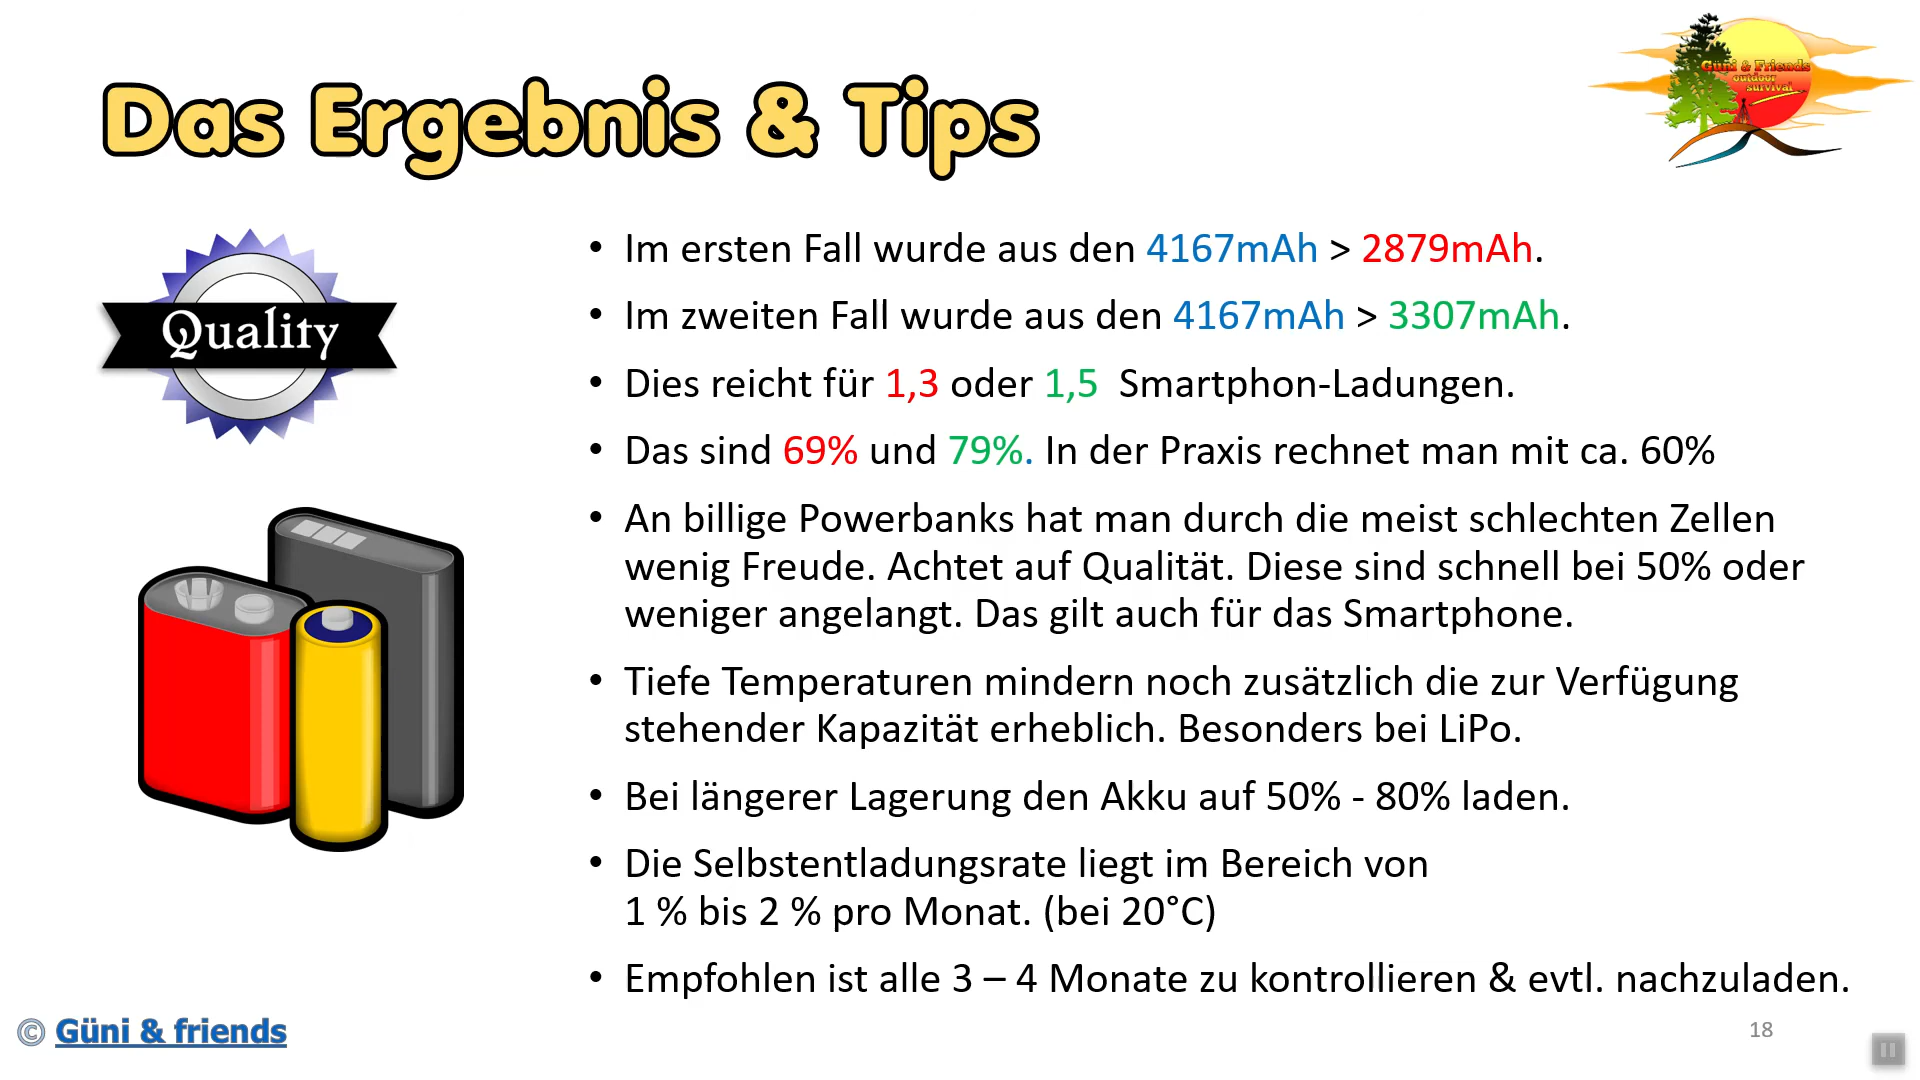 Das Ergebnis & Tips
Güni & Friends
outdoor
survival
Quality
• Im ersten Fall wurde aus den 4167mAh > 2879mAh.
• Im zweiten Fall wurde aus den 4167mAh > 3307mAh.
• Dies reicht für 1,3 oder 1,5 Smartphon-Ladungen.
• Das sind 69% und 79%. In der Praxis rechnet man mit ca. 60%
• An billige Powerbanks hat man durch die meist schlechten Zellen
wenig Freude. Achtet auf Qualität. Diese sind schnell bei 50% oder
weniger angelangt. Das gilt auch für das Smartphone.
• Tiefe Temperaturen mindern noch zusätzlich die zur Verfügung
stehender Kapazität erheblich. Besonders bei LiPo.
• Bei längerer Lagerung den Akku auf 50% - 80% laden.
• Die Selbstentladungsrate liegt im Bereich von
1 % bis 2 % pro Monat. (bei 20°C)
• Empfohlen ist alle 3 – 4 Monate zu kontrollieren & evtl. nachzuladen.
© Güni & friends
18